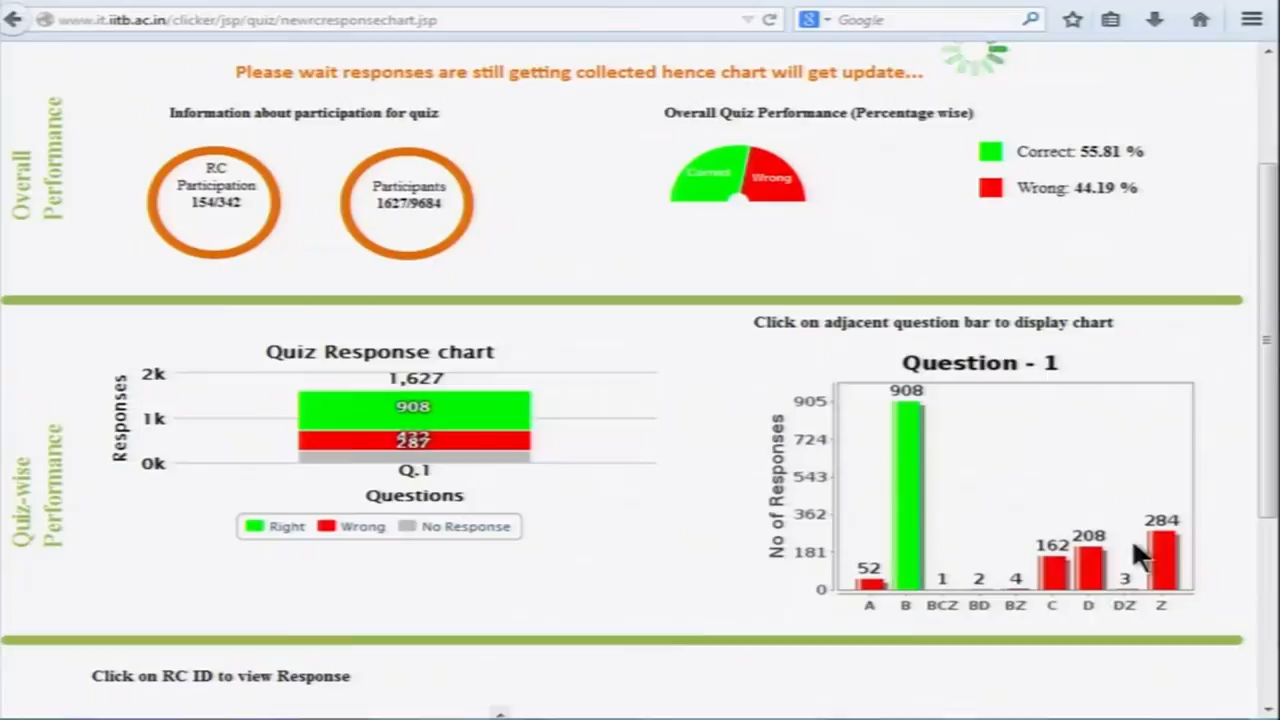 www.it.iitb.ac.in/clicker/jsp/quiz/newrcresponsechart.jsp
Google
Please wait responses are still getting collected hence chart will get update...
Overall
Performance
Information about participation for quiz
RC
Participation
154/342
Participants
1627/9684
Overall Quiz Performance (Percentage wise)
Correct
Wrong
Correct: 55.81 %
Wrong: 44.19 %
Quiz-wise
Performance
Quiz Response chart
Responses
2k
1k
0k
1,627
908
287
Q.1
Questions
Right Wrong No Response
Click on adjacent question bar to display chart
Question - 1
No of Responses
905
724
543
362
181
0
52 908 1 2 4 162 208 3 284
A B BCZ BD BZ C D DZ Z
Click on RC ID to view Response